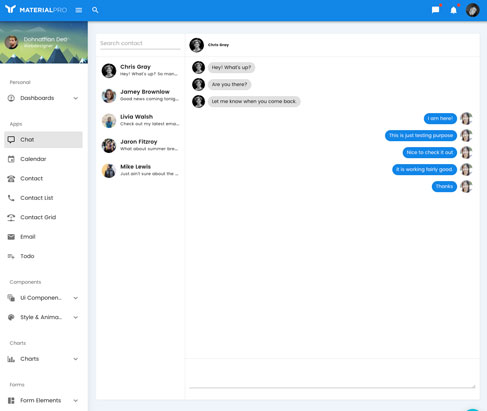 MATERIALPRO
Johnathan Deo
Personal
Dashboards
Apps
Chat
Calendar
Contact
Contact List
Contact Grid
Email
Todo
Components
Ui Componen...
Style & Anima...
Charts
Charts
Forms
Form Elements
Search contact
Chris Gray
Hey! What's up? So man...
Jamey Brownlow
Good news coming tonig...
Livia Walsh
Check out my latest ema...
Jaron Fitzroy
What about summer bre...
Mike Lewis
Just ain't sure about the ...
Chris Gray
Hey! What's up?
Are you there?
Let me know when you come back.
I am here!
This is just testing purpose
Nice to check it out
It is working fairly good.
Thanks